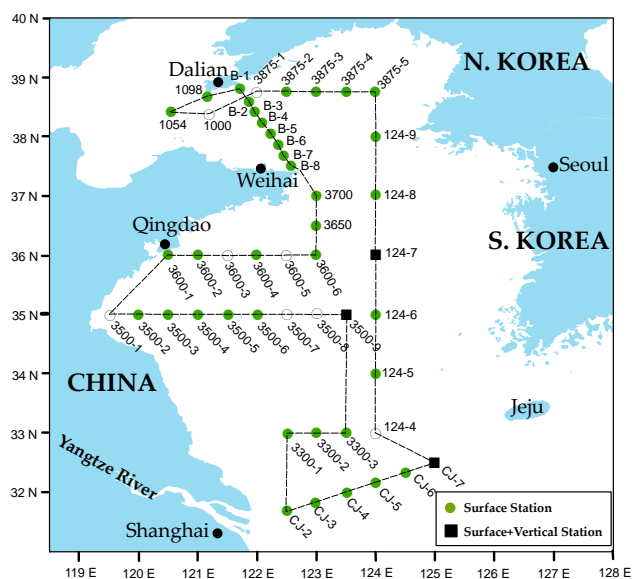 40 N
39 N
38 N
37 N
36 N
35 N
34 N
33 N
32 N
119 E
120 E
121 E
122 E
123 E
124 E
125 E
126 E
127 E
128 E
N. KOREA
S. KOREA
CHINA
Dalian
Weihai
Qingdao
Seoul
Jeju
Yangtze River
Shanghai
1098
1054
1000
B-1
B-2
B-3
B-4
B-5
B-6
B-7
B-8
3875-1
3875-2
3875-3
3875-4
3875-5
124-9
124-8
124-7
124-6
124-5
124-4
3700
3650
3600-1
3600-2
3600-3
3600-4
3600-5
3600-6
3500-1
3500-2
3500-3
3500-4
3500-5
3500-6
3500-7
3500-8
3500-9
3300-1
3300-2
3300-3
CJ-2
CJ-3
CJ-4
CJ-5
CJ-6
CJ-7
Surface Station
Surface+Vertical Station